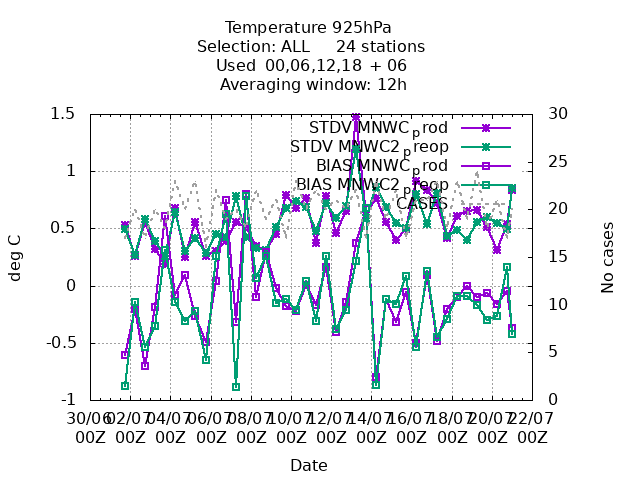 Temperature 925hPa
Selection: ALL 24 stations
Used 00,06,12,18 + 06
Averaging window: 12h
STDV MNWC_prod
STDV MNWC2_preop
BIAS MNWC_prod
BIAS MNWC2_preop
CASES
deg C
1.5
1
0.5
0
-0.5
-1
No cases
30
25
20
15
10
5
0
30/06 02/07 04/07 06/07 08/07 10/07 12/07 14/07 16/07 18/07 20/07 22/07
00Z 00Z 00Z 00Z 00Z 00Z 00Z 00Z 00Z 00Z 00Z 00Z
Date